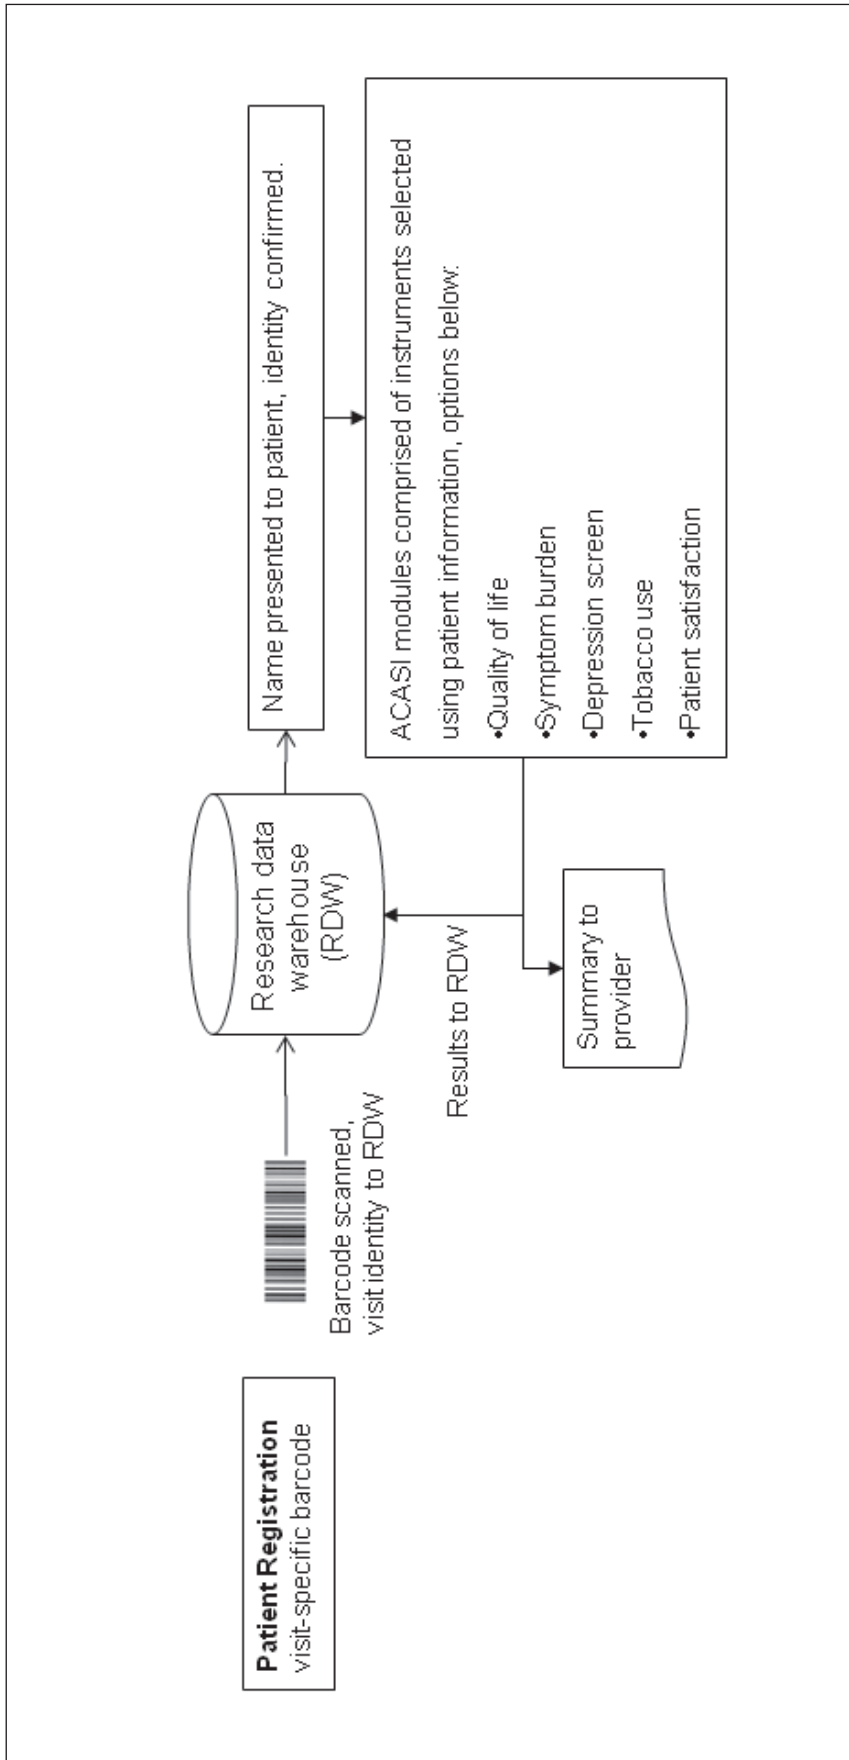 Patient Registration
visit-specific barcode
Barcode scanned,
visit identity to RDW
Research data
warehouse
(RDW)
Name presented to patient, identity confirmed.
ACASI modules comprised of instruments selected
using patient information, options below:
•Quality of life
•Symptom burden
•Depression screen
•Tobacco use
•Patient satisfaction
Results to RDW
Summary to
provider